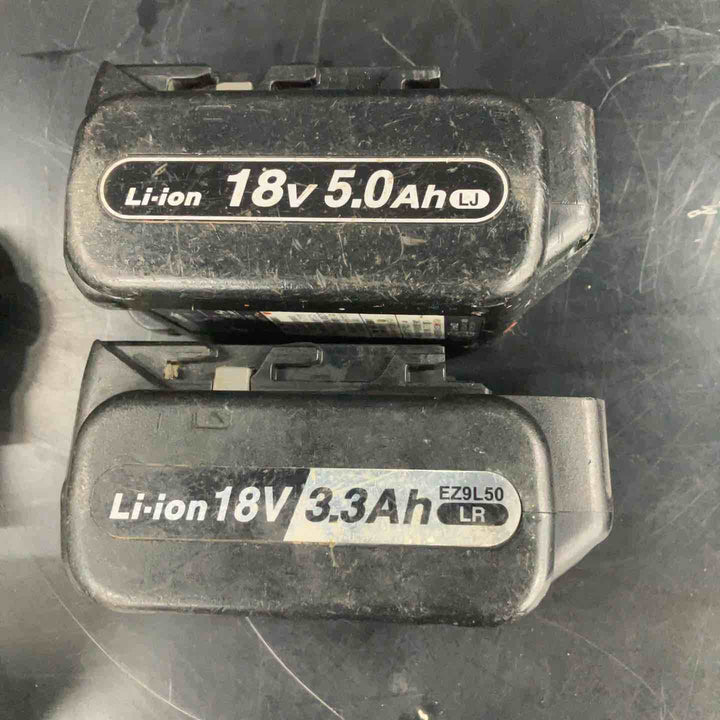 Li-ion 18V 5.0Ah LJ
Li-ion 18V/3.3Ah EZ9L50
LR